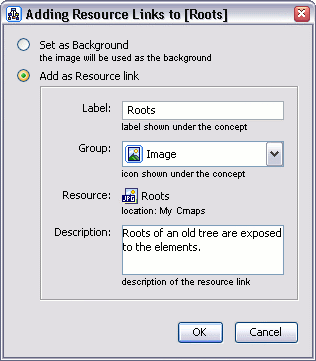 Adding Resource Links to [Roots]
Set as Background
the image will be used as the background
Add as Resource link
Label: Roots
label shown under the concept
Group: Image
icon shown under the concept
Resource: JPG Roots
location: My Cmaps
Description: Roots of an old tree are exposed
to the elements.
description of the resource link
OK Cancel